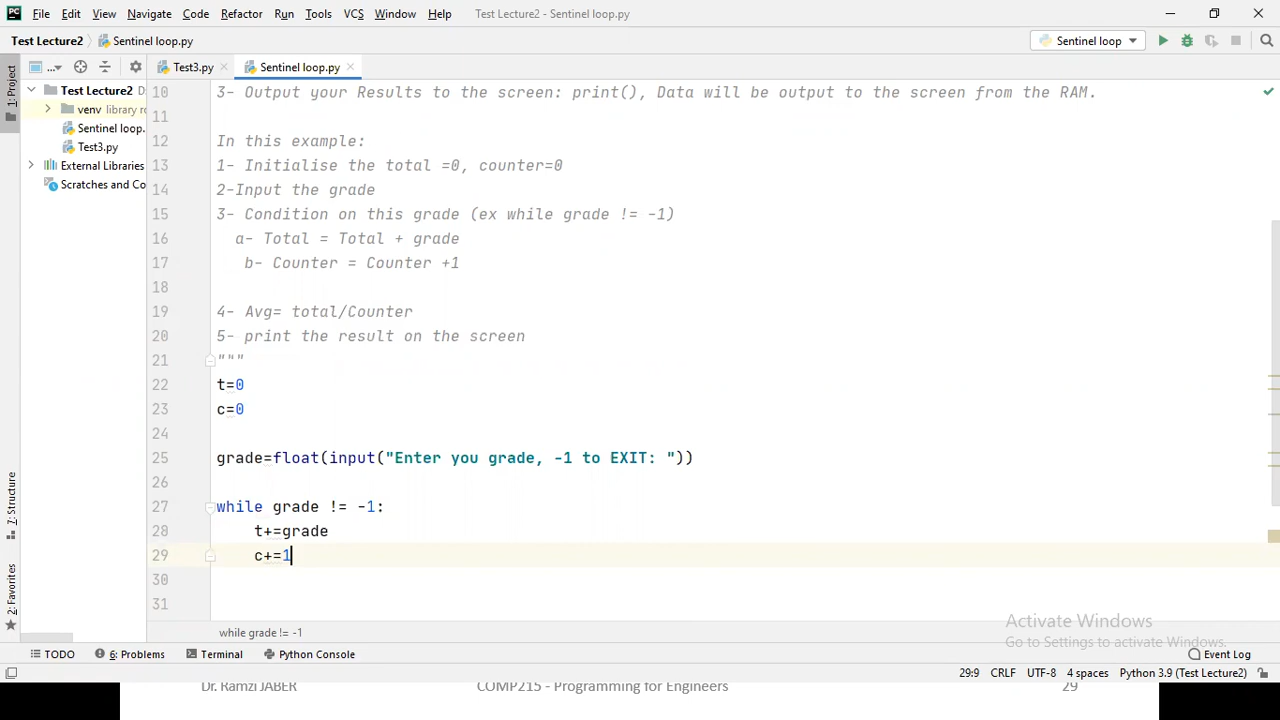 File Edit View Navigate Code Refactor Run Tools VCS Window Help Test Lecture2 - Sentinel loop.py
Test Lecture2 Sentinel loop.py Sentinel loop
1: Project ... Test3.py Sentinel loop.py
Test Lecture2 D:
venv library ro
Sentinel loop.
Test3.py
External Libraries
Scratches and Co
10 3- Output your Results to the screen: print(), Data will be output to the screen from the RAM.
11
12 In this example:
13 1- Initialise the total =0, counter=0
14 2-Input the grade
15 3- Condition on this grade (ex while grade != -1)
16 a- Total = Total + grade
17 b- Counter = Counter +1
18
19 4- Avg= total/Counter
20 5- print the result on the screen
21 """
22 t=0
23 c=0
24
25 grade=float(input("Enter you grade, -1 to EXIT: "))
26
27 while grade != -1:
28 t+=grade
29 c+=1
30
31
7: Structure
2: Favorites
while grade != -1
Activate Windows
Go to Settings to activate Windows.
TODO 6: Problems Terminal Python Console Event Log
29:9 CRLF UTF-8 4 spaces Python 3.9 (Test Lecture2)
Dr. Ramzi JABER COMP215 - Programming for Engineers 29